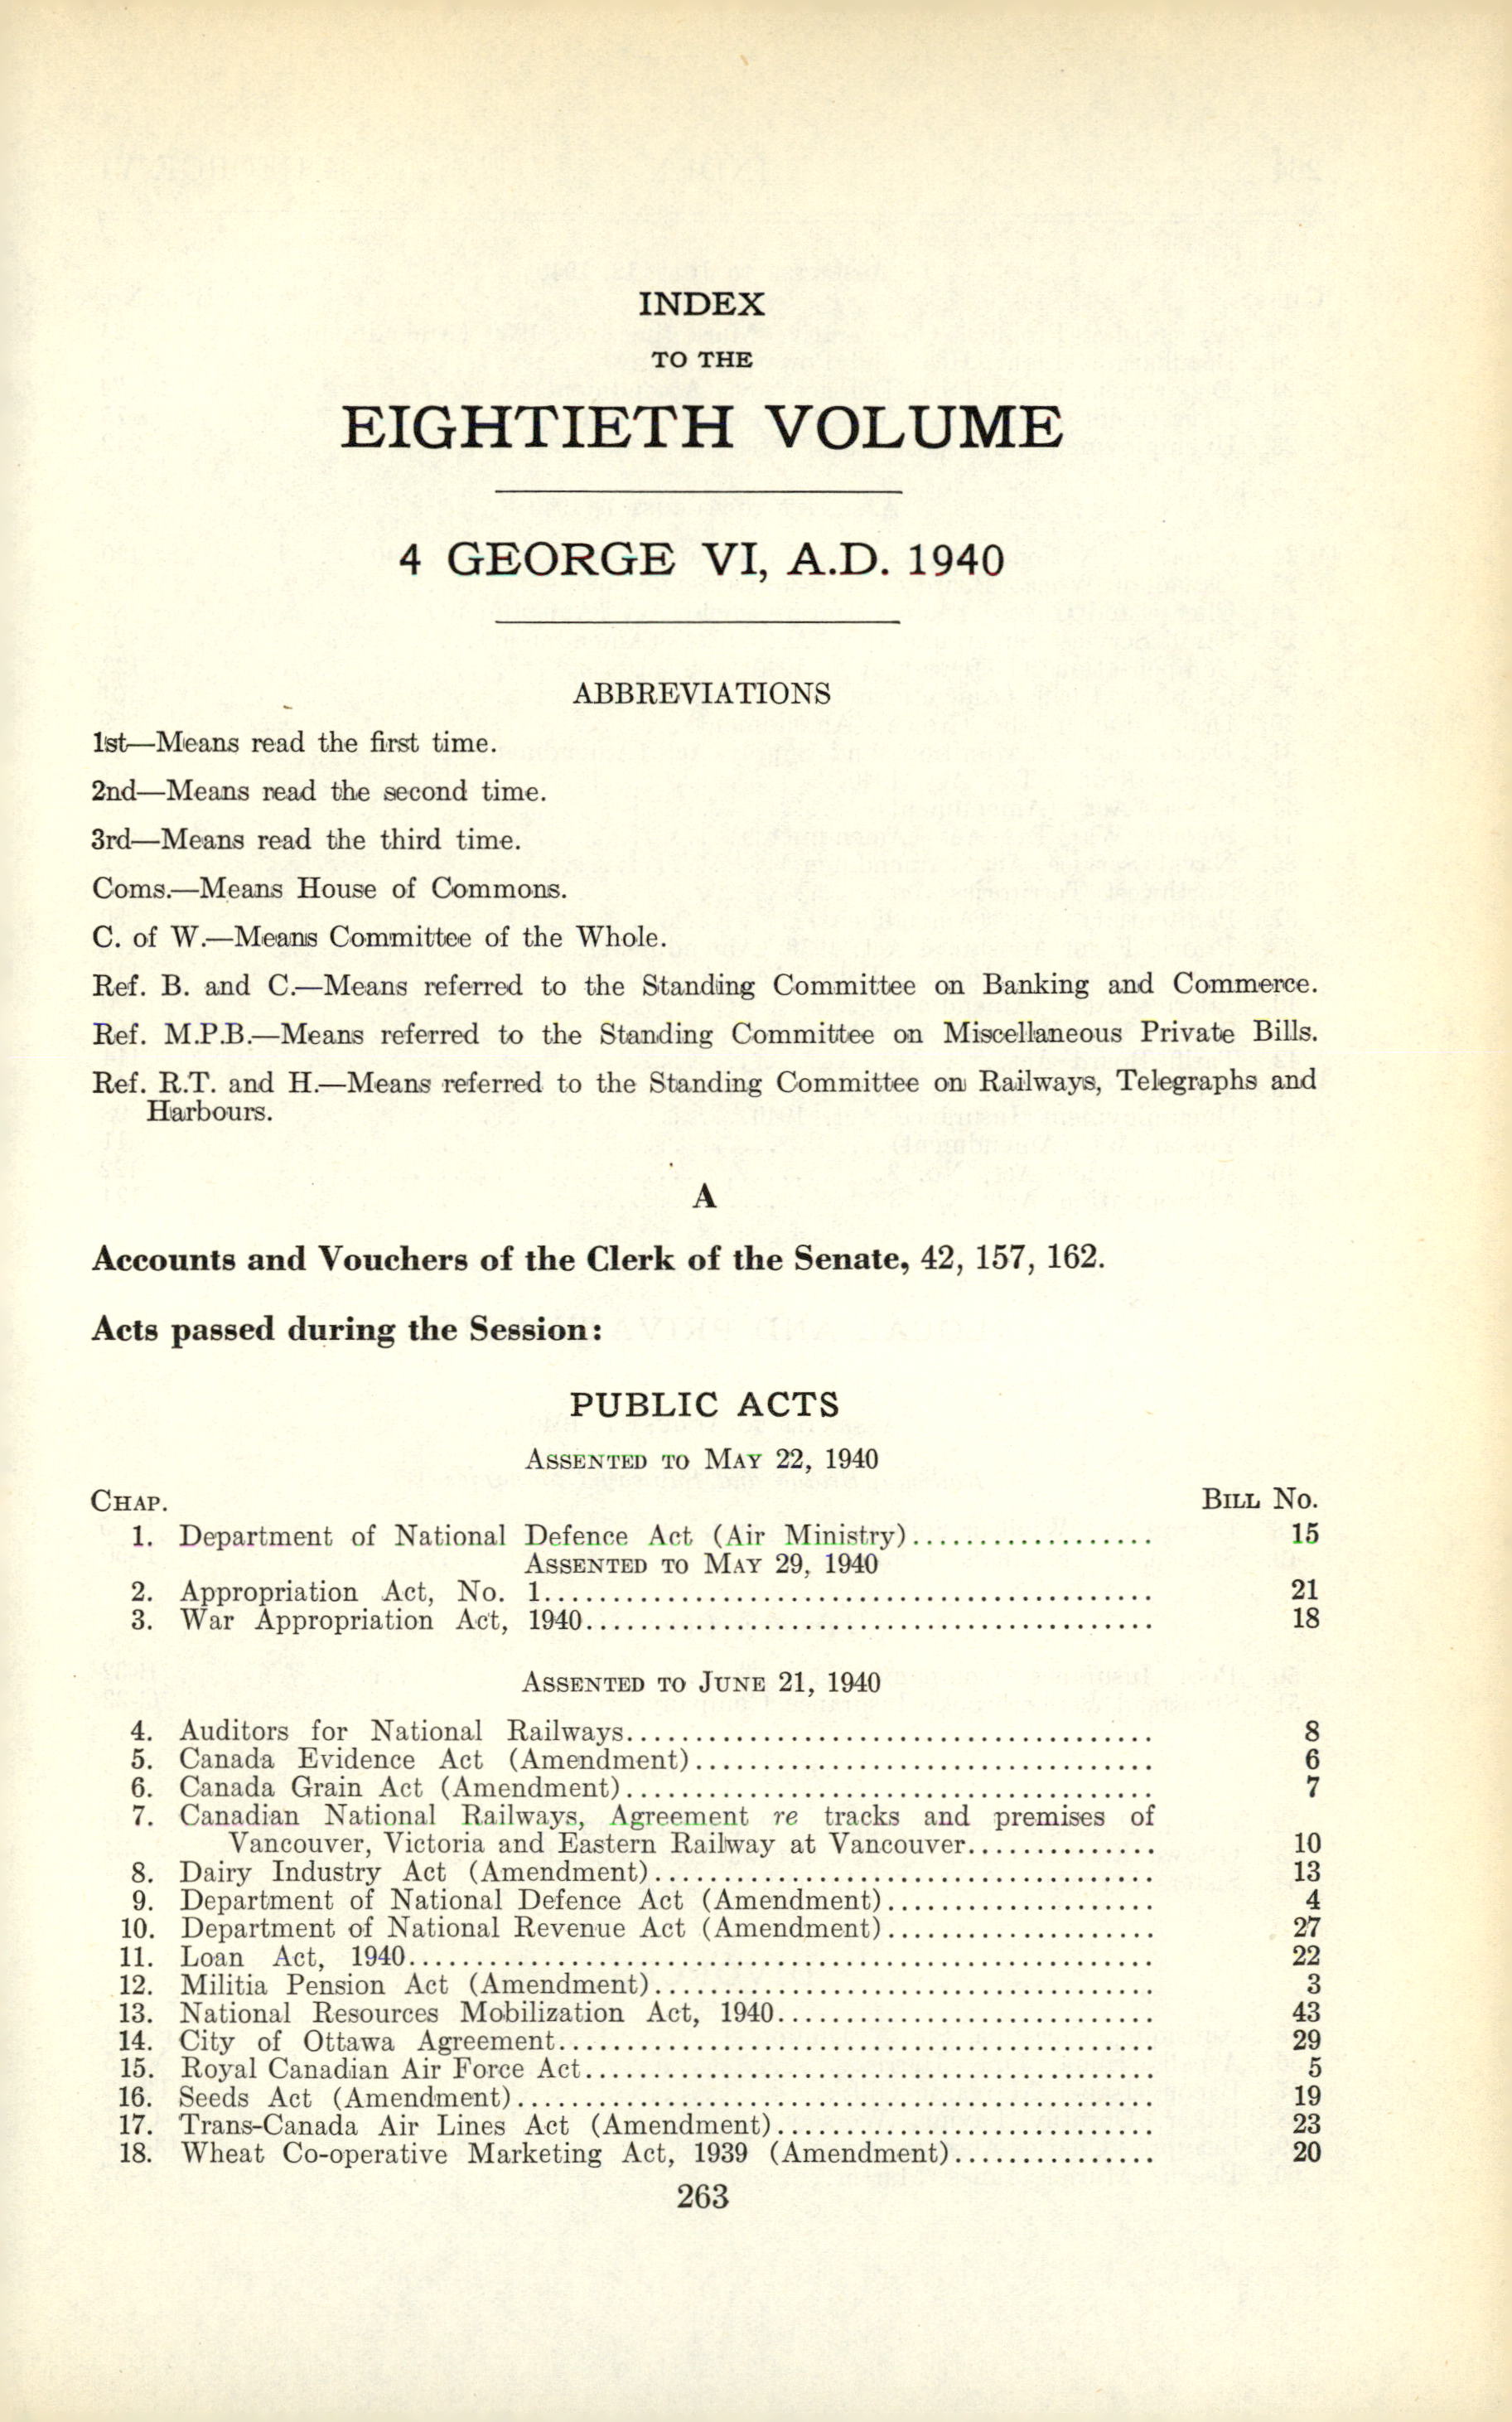 INDEX
TO THE
EIGHTIETH VOLUME
4 GEORGE VI, A.D. 1940
ABBREVIATIONS
1st—Means read the first time.
2nd—Means read the second time.
3rd—Means read the third time.
Coms.—Means House of Commons.
C. of W.—Means Committee of the Whole.
Ref. B. and C.—Means referred to the Standing Committee on Banking and Commerce.
Ref. M.P.B.—Means referred to the Standing Committee on Miscellaneous Private Bills.
Ref. R.T. and H.—Means referred to the Standing Committee on Railways, Telegraphs and
Harbours.
A
Accounts and Vouchers of the Clerk of the Senate, 42, 157, 162.
Acts passed during the Session:
PUBLIC ACTS
ASSENTED TO MAY 22, 1940
CHAP. BILL NO.
1. Department of National Defence Act (Air Ministry).................. 15
ASSENTED TO MAY 29, 1940
2. Appropriation Act, No. 1............................................. 21
3. War Appropriation Act, 1940.......................................... 18
ASSENTED TO JUNE 21, 1940
4. Auditors for National Railways....................................... 8
5. Canada Evidence Act (Amendment).................................. 6
6. Canada Grain Act (Amendment)....................................... 7
7. Canadian National Railways, Agreement re tracks and premises of
Vancouver, Victoria and Eastern Railway at Vancouver.............. 10
8. Dairy Industry Act (Amendment)..................................... 13
9. Department of National Defence Act (Amendment).................... 4
10. Department of National Revenue Act (Amendment).................... 27
11. Loan Act, 1940....................................................... 22
12. Militia Pension Act (Amendment)..................................... 3
13. National Resources Mobilization Act, 1940............................ 43
14. City of Ottawa Agreement............................................ 29
15. Royal Canadian Air Force Act.......................................... 5
16. Seeds Act (Amendment)............................................... 19
17. Trans-Canada Air Lines Act (Amendment)............................ 23
18. Wheat Co-operative Marketing Act, 1939 (Amendment)............... 20
263